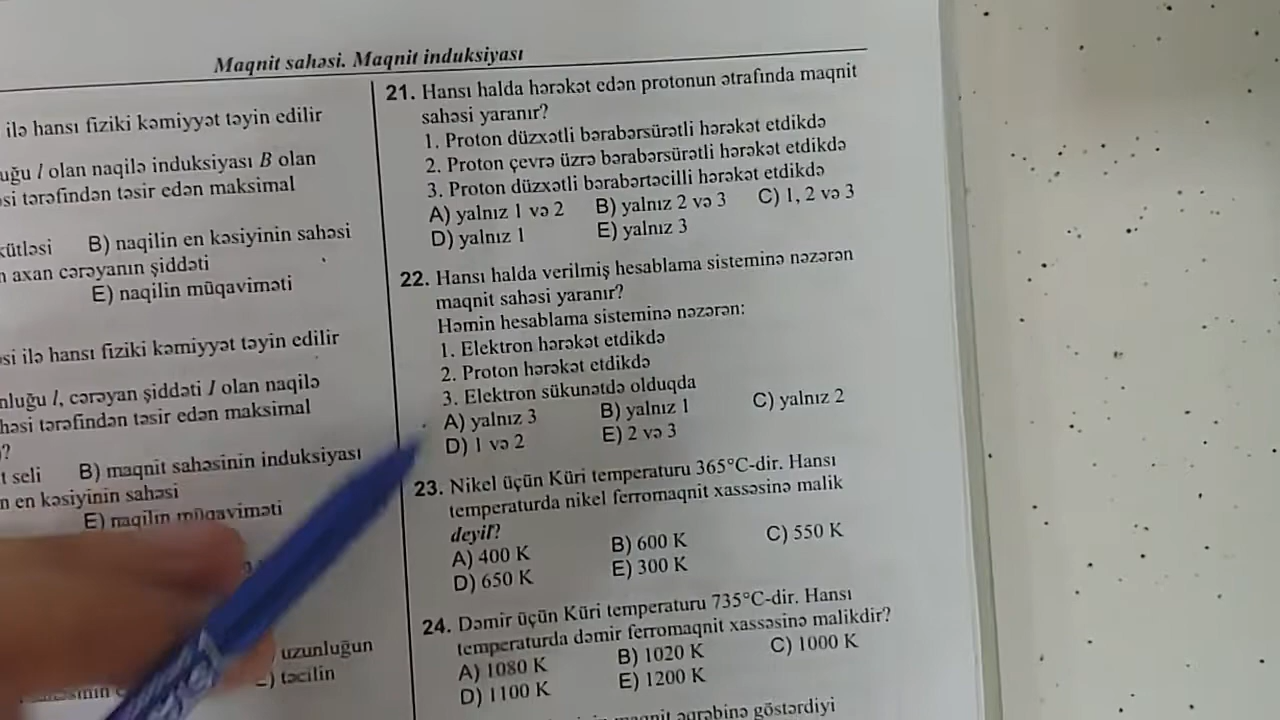 Maqnit sahəsi. Maqnit induksiyası
ilə hansı fiziki kəmiyyət təyin edilir
uğu l olan naqilə induksiyası B olan
si tərəfindən təsir edən maksimal
kütləsi B) naqilin en kəsiyinin sahəsi
n axan cərəyanın şiddəti
E) naqilin müqaviməti
si ilə hansı fiziki kəmiyyət təyin edilir
nluğu l, cərəyan şiddəti I olan naqilə
həsi tərəfindən təsir edən maksimal
?
t seli B) maqnit sahəsinin induksiyası
n en kəsiyinin sahəsi
E) naqilin müqaviməti
uzunluğun
təcilin
21. Hansı halda hərəkət edən protonun ətrafında maqnit
sahəsi yaranır?
1. Proton düzxətli bərabərsürətli hərəkət etdikdə
2. Proton çevrə üzrə bərabərsürətli hərəkət etdikdə
3. Proton düzxətli bərabərtəcilli hərəkət etdikdə
A) yalnız 1 və 2 B) yalnız 2 və 3 C) 1, 2 və 3
D) yalnız 1 E) yalnız 3
22. Hansı halda verilmiş hesablama sisteminə nəzərən
maqnit sahəsi yaranır?
Həmin hesablama sisteminə nəzərən:
1. Elektron hərəkət etdikdə
2. Proton hərəkət etdikdə
3. Elektron sükunətdə olduqda
A) yalnız 3 B) yalnız 1 C) yalnız 2
D) 1 və 2 E) 2 və 3
23. Nikel üçün Küri temperaturu 365°C-dir. Hansı
temperaturda nikel ferromaqnit xassəsinə malik
deyil?
A) 400 K B) 600 K C) 550 K
D) 650 K E) 300 K
24. Dəmir üçün Küri temperaturu 735°C-dir. Hansı
temperaturda dəmir ferromaqnit xassəsinə malikdir?
A) 1080 K B) 1020 K C) 1000 K
D) 1100 K E) 1200 K
maqnit əqrəbinə göstərdiyi